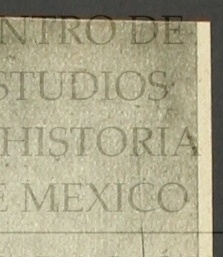 NTRO DE
STUDIOS
HISTORIA
E MEXICO